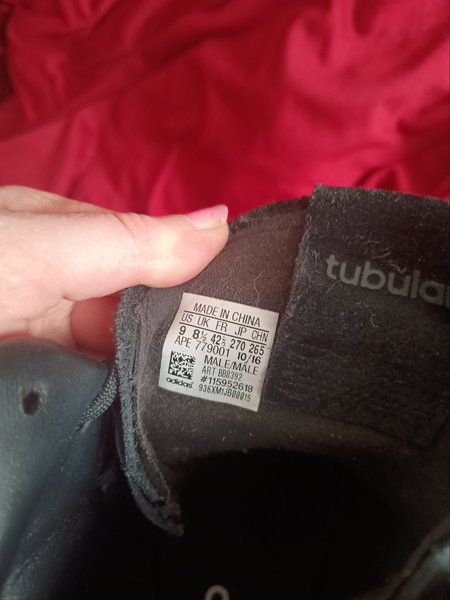 tubular
MADE IN CHINA
US UK FR JP CHN
9 8½ 42⅔ 270 265
APE 779001 10/16
MALE/MALE
ART BB8392
#115952618
936XM1JB00015
adidas